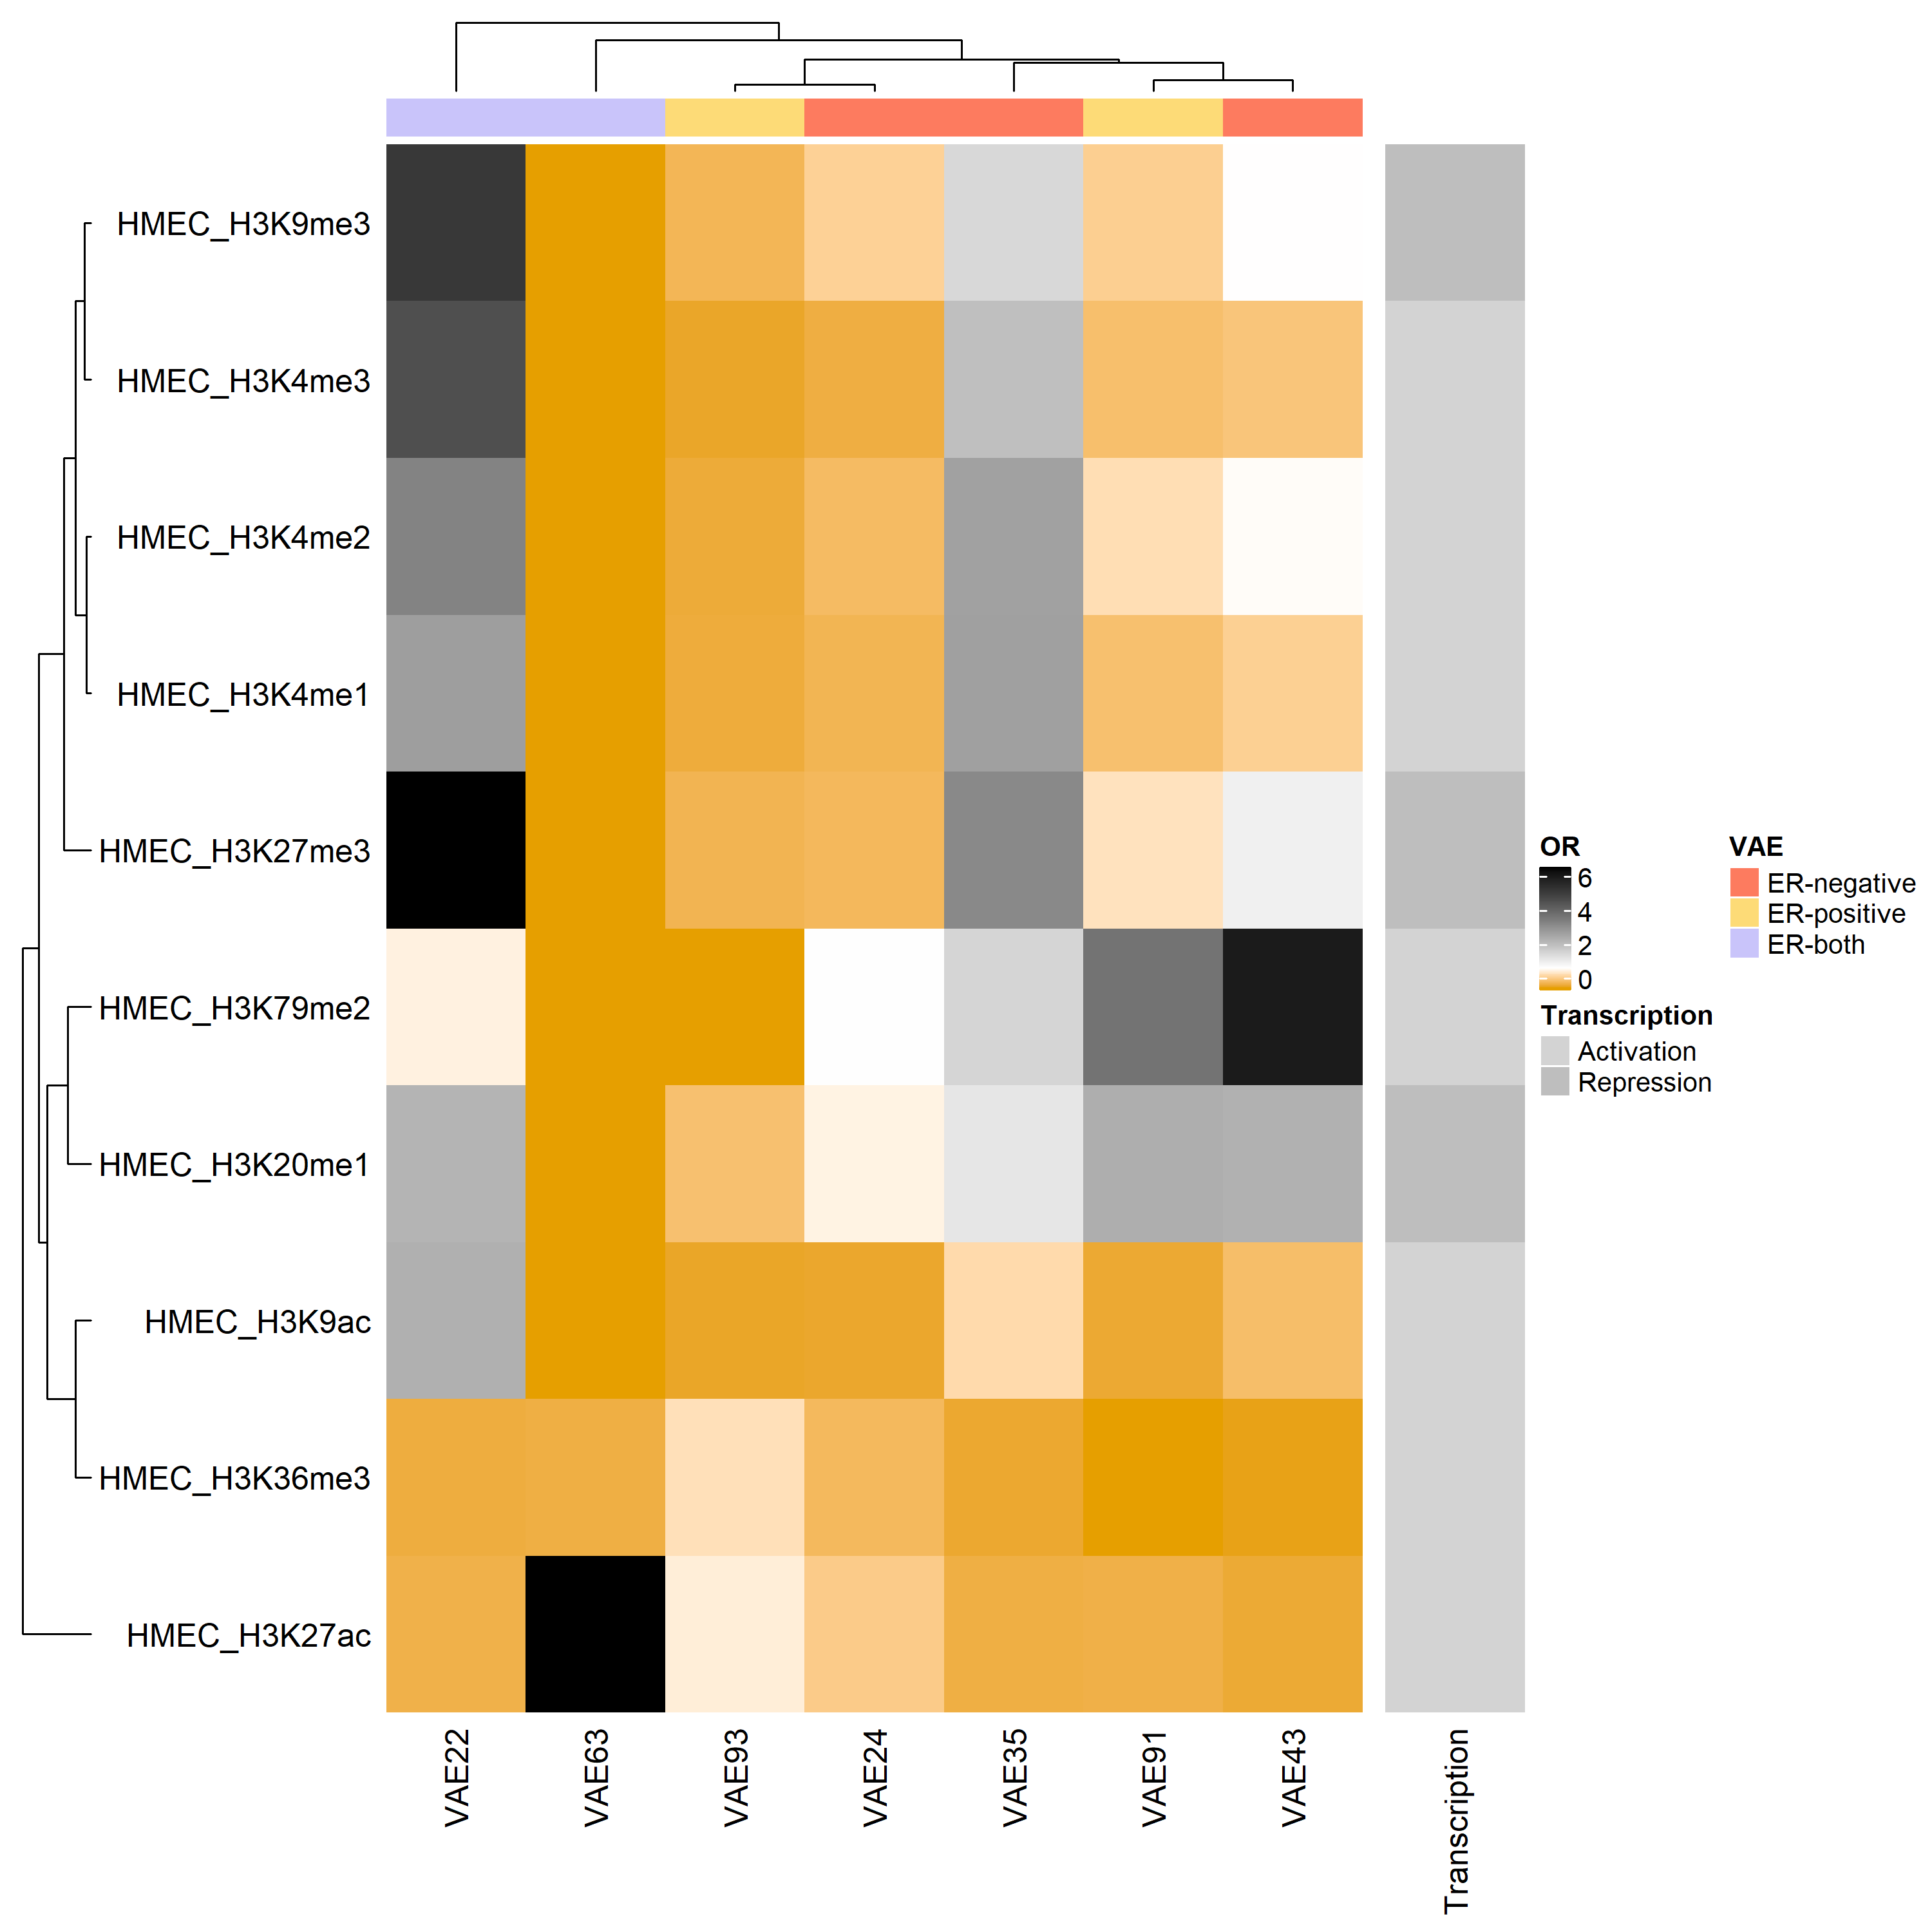 HMEC_H3K9me3
HMEC_H3K4me3
HMEC_H3K4me2
HMEC_H3K4me1
HMEC_H3K27me3
HMEC_H3K79me2
HMEC_H3K20me1
HMEC_H3K9ac
HMEC_H3K36me3
HMEC_H3K27ac
VAE22
VAE63
VAE93
VAE24
VAE35
VAE91
VAE43
Transcription
OR
6
4
2
0
Transcription
Activation
Repression
VAE
ER-negative
ER-positive
ER-both